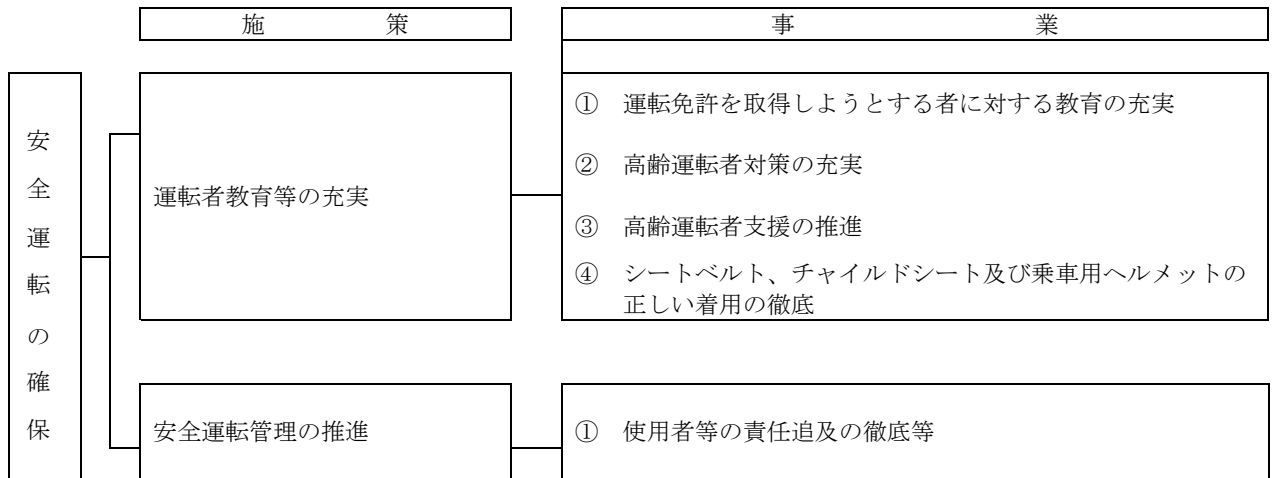 施　　　策
事　　　業
安全運転の確保
運転者教育等の充実
① 運転免許を取得しようとする者に対する教育の充実
② 高齢運転者対策の充実
③ 高齢運転者支援の推進
④ シートベルト、チャイルドシート及び乗車用ヘルメットの
正しい着用の徹底
安全運転管理の推進
① 使用者等の責任追及の徹底等